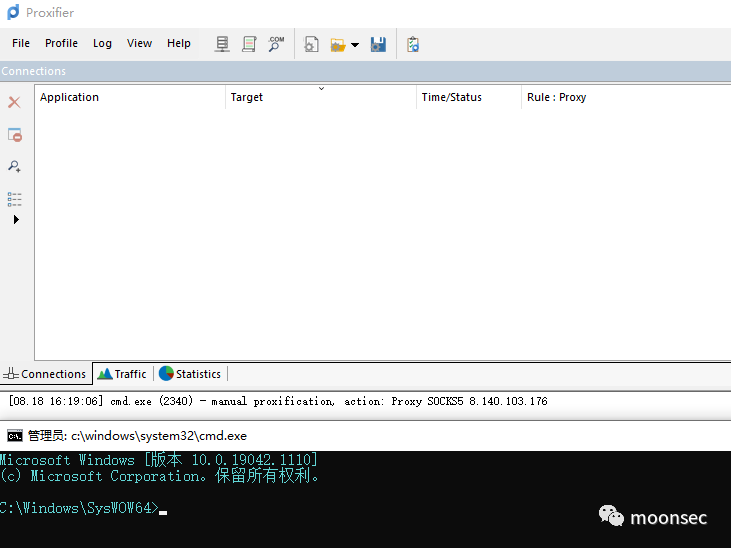 Proxifier
File Profile Log View Help
.COM
Connections
Application Target Time/Status Rule : Proxy
Connections Traffic Statistics
[08.18 16:19:06] cmd.exe (2340) - manual proxification, action: Proxy SOCKS5 8.140.103.176
C:\. 管理员: c:\windows\system32\cmd.exe
Microsoft Windows [版本 10.0.19042.1110]
(c) Microsoft Corporation。保留所有权利。
C:\Windows\SysWOW64>
moonsec